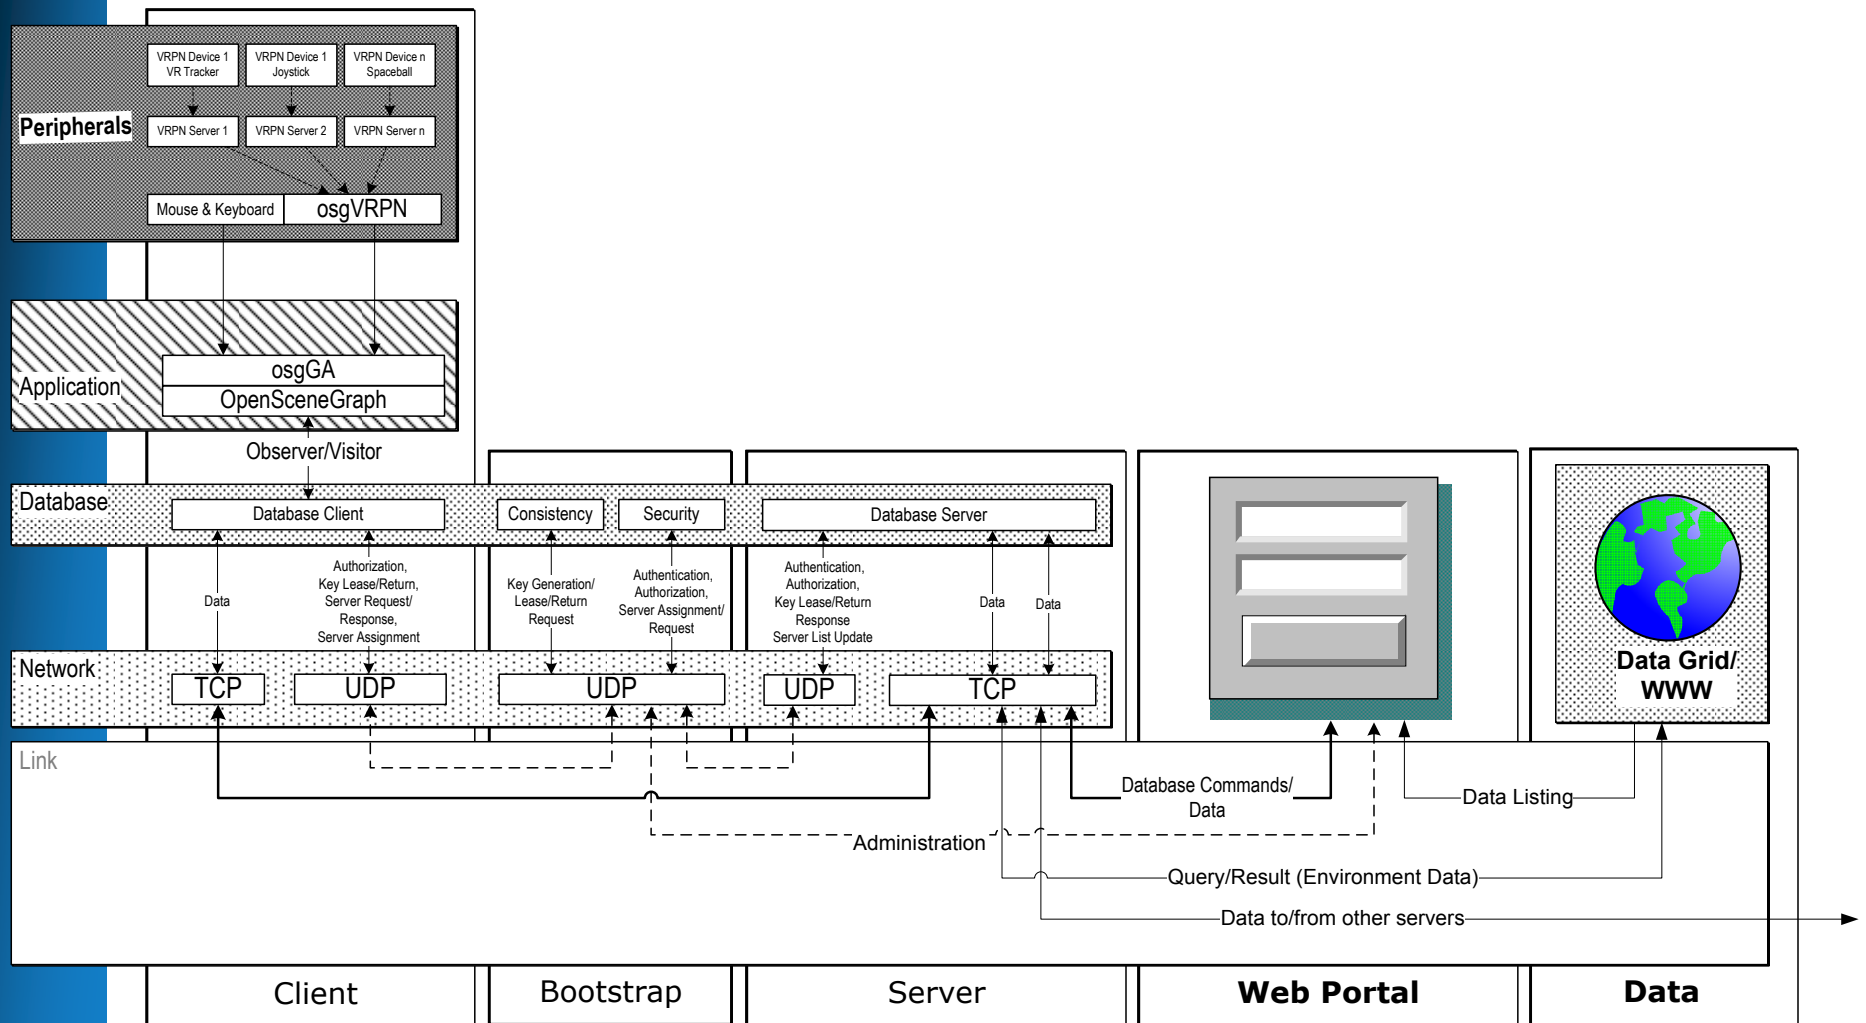 VRPN Device 1
VR Tracker
VRPN Device 1
Joystick
VRPN Device n
Spaceball
Peripherals
VRPN Server 1
VRPN Server 2
VRPN Server n
Mouse & Keyboard
osgVRPN
Application
osgGA
OpenSceneGraph
Observer/Visitor
Database
Database Client
Consistency
Security
Database Server
Data
Authorization,
Key Lease/Return,
Server Request/
Response,
Server Assignment
Key Generation/
Lease/Return
Request
Authentication,
Authorization,
Server Assignment/
Request
Authentication,
Authorization,
Key Lease/Return
Response
Server List Update
Data
Data
Network
TCP
UDP
UDP
UDP
TCP
Data Grid/
WWW
Link
Database Commands/
Data
Data Listing
Administration
Query/Result (Environment Data)
Data to/from other servers
Client
Bootstrap
Server
Web Portal
Data